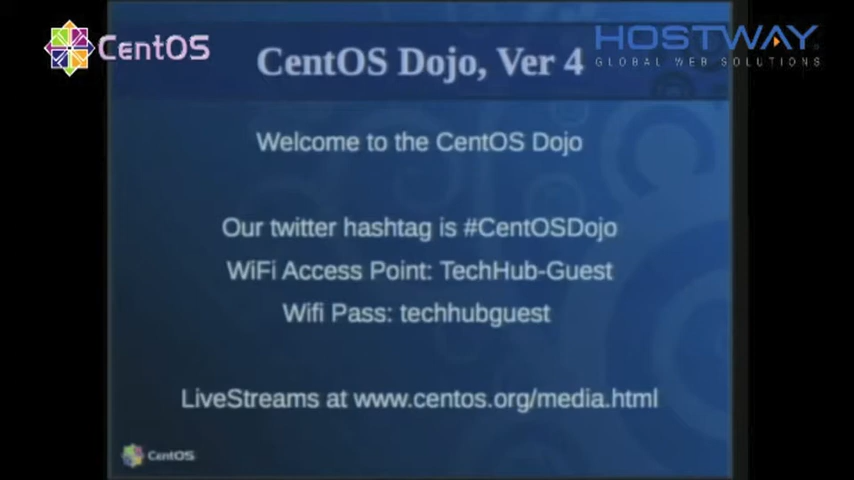 CentOS
HOSTWAY
GLOBAL WEB SOLUTIONS
CentOS Dojo, Ver 4
Welcome to the CentOS Dojo
Our twitter hashtag is #CentOSDojo
WiFi Access Point: TechHub-Guest
Wifi Pass: techhubguest
LiveStreams at www.centos.org/media.html
CentOS